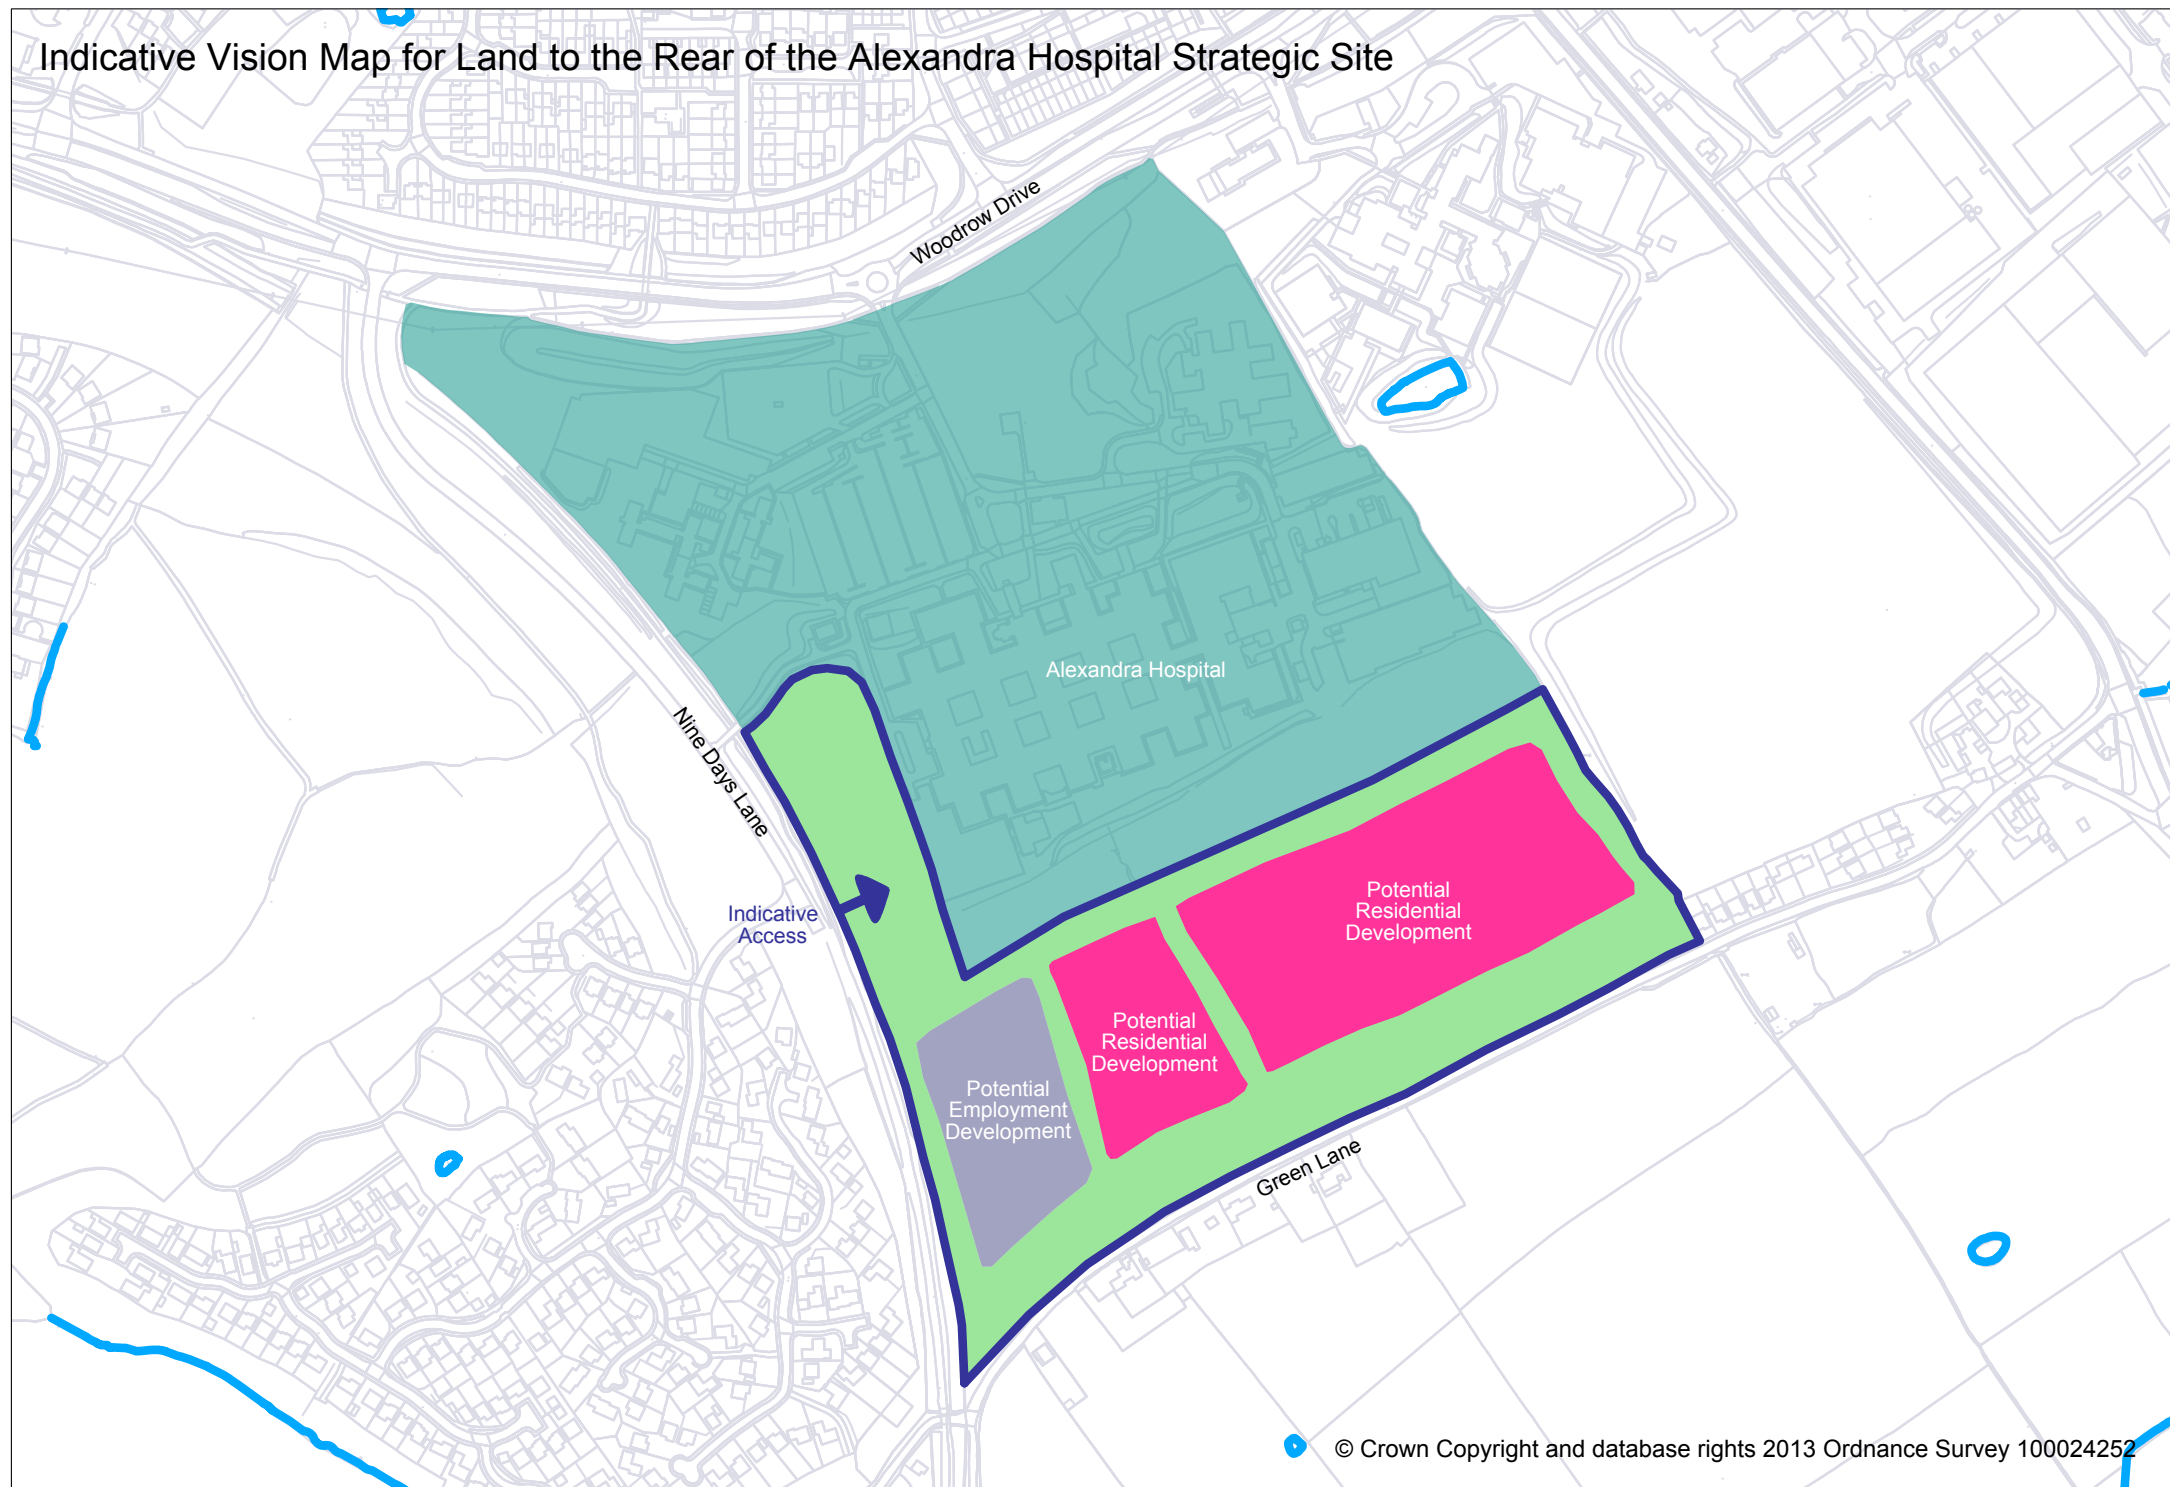 Indicative Vision Map for Land to the Rear of the Alexandra Hospital Strategic Site
Woodrow Drive
Alexandra Hospital
Nine Days Lane
Indicative
Access
Potential
Residential
Development
Potential
Residential
Development
Potential
Employment
Development
Green Lane
© Crown Copyright and database rights 2013 Ordnance Survey 100024252